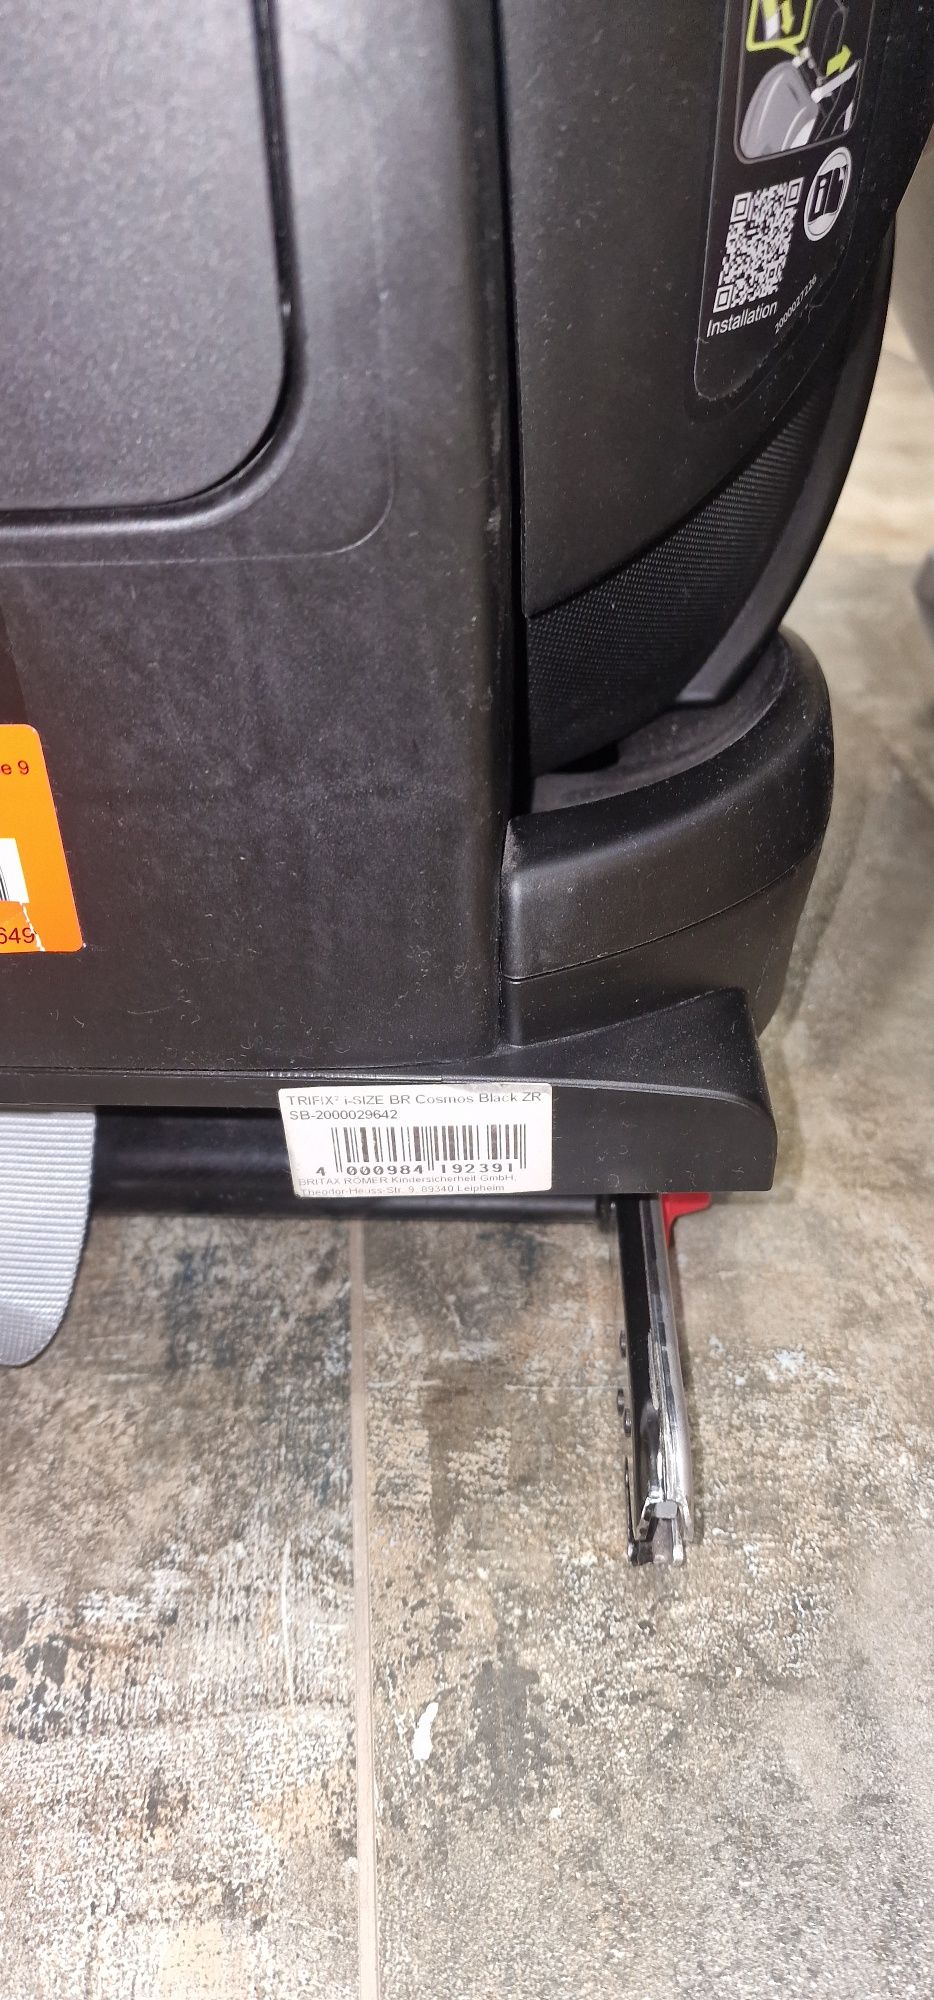 Installation
2000027226
e 9
649
TRIFIX² i-SIZE BR Cosmos Black ZR
SB-2000029642
4 000984 192391
BRITAX RÖMER Kindersicherheit GmbH,
Theodor-Heuss-Str. 9, 89340 Leipheim